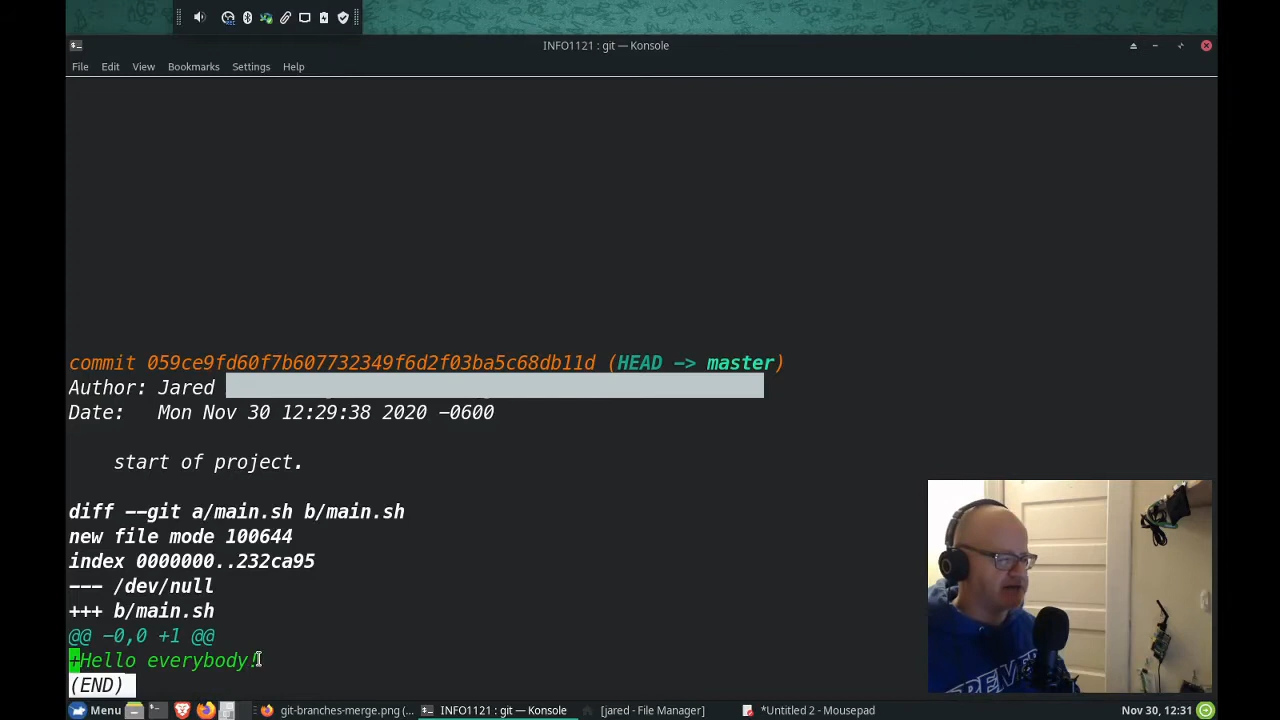 INFO1121 : git — Konsole
File Edit View Bookmarks Settings Help
commit 059ce9fd60f7b607732349f6d2f03ba5c68db11d (HEAD -> master)
Author: Jared
Date:   Mon Nov 30 12:29:38 2020 -0600
start of project.
diff --git a/main.sh b/main.sh
new file mode 100644
index 0000000..232ca95
--- /dev/null
+++ b/main.sh
@@ -0,0 +1 @@
+Hello everybody!
(END)
Menu git-branches-merge.png (... INFO1121 : git — Konsole [jared - File Manager] *Untitled 2 - Mousepad Nov 30, 12:31